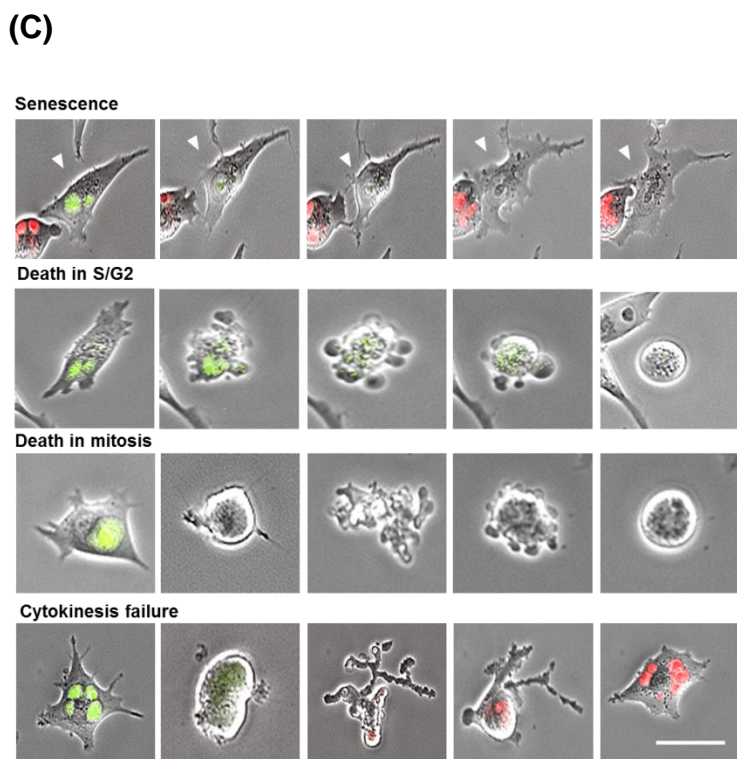 (C)
Senescence
Death in S/G2
Death in mitosis
Cytokinesis failure